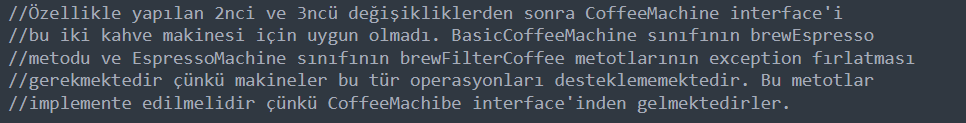 //Özellikle yapılan 2nci ve 3ncü değişikliklerden sonra CoffeeMachine interface'i
//bu iki kahve makinesi için uygun olmadı. BasicCoffeeMachine sınıfının brewEspresso
//metodu ve EspressoMachine sınıfının brewFilterCoffee metotlarının exception fırlatması
//gerekmektedir çünkü makineler bu tür operasyonları desteklememektedir. Bu metotlar
//implemente edilmelidir çünkü CoffeeMachibe interface'inden gelmektedirler.